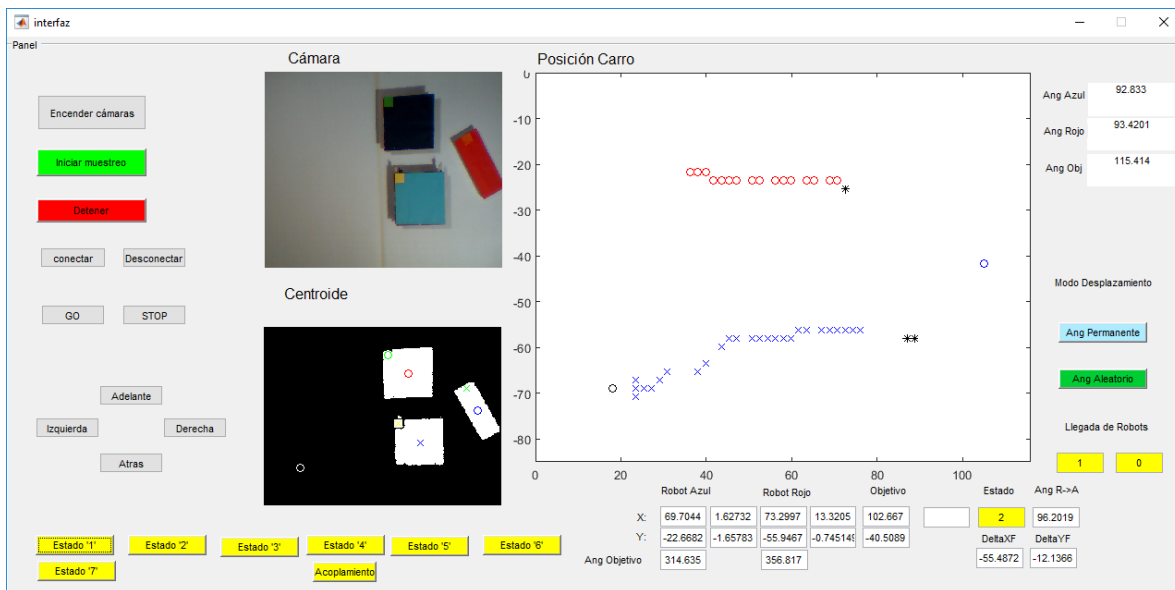 interfaz
Panel
Cámara
Posición Carro
Encender cámaras
Iniciar muestreo
Detener
conectar
Desconectar
GO
STOP
Centroide
Adelante
Izquierda
Derecha
Atras
0
-10
-20
-30
-40
-50
-60
-70
-80
0
20
40
60
80
100
Ang Azul
92.833
Ang Rojo
93.4201
Ang Obj
115.414
Modo Desplazamiento
Ang Permanente
Ang Aleatorio
Llegada de Robots
1 0
Robot Azul Robot Rojo Objetivo Estado Ang R->A
X: 69.7044 1.62732 73.2997 13.3205 102.667 2 96.2019
Y: -22.6682 -1.65783 -55.9467 -0.745149 -40.5089 DeltaXF DeltaYF
Ang Objetivo 314.635 356.817 -55.4872 -12.1366
Estado '1' Estado '2' Estado '3' Estado '4' Estado '5' Estado '6'
Estado '7' Acoplamiento